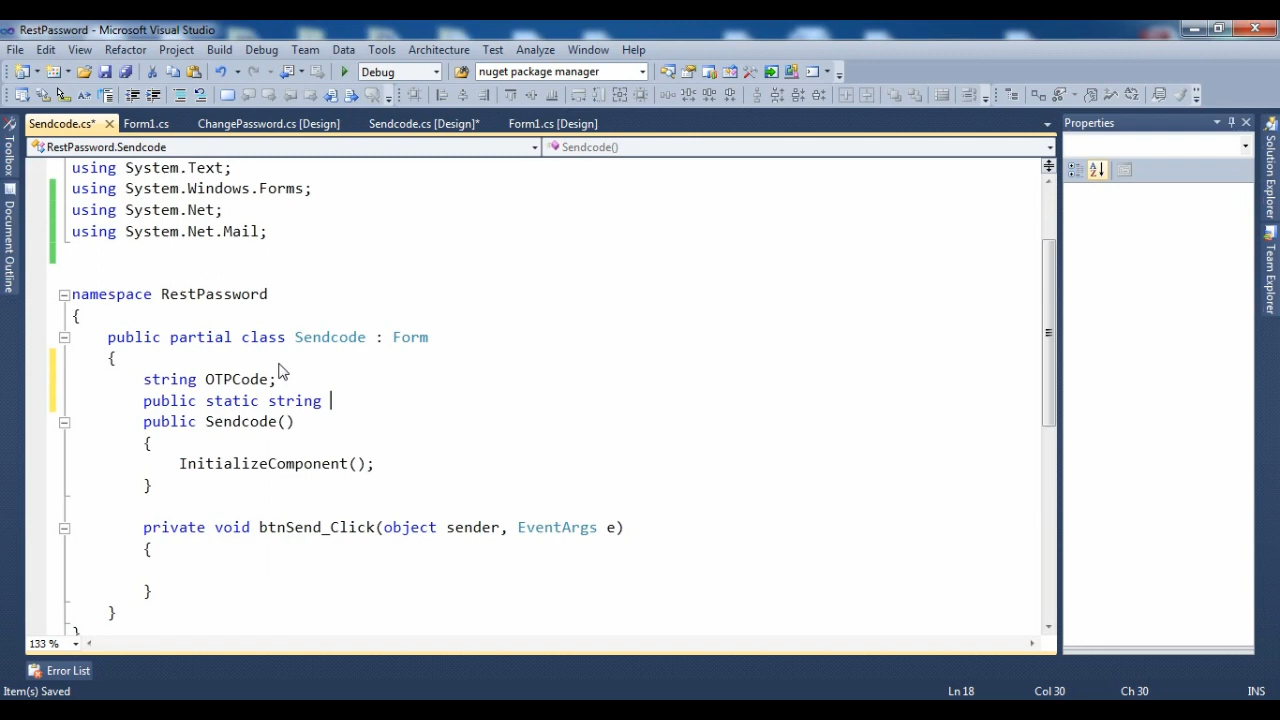 RestPassword - Microsoft Visual Studio
File Edit View Refactor Project Build Debug Team Data Tools Architecture Test Analyze Window Help
Debug nuget package manager
Sendcode.cs* Form1.cs ChangePassword.cs [Design] Sendcode.cs [Design]* Form1.cs [Design]
Properties
RestPassword.Sendcode Sendcode()
Toolbox
Document Outline
Solution Explorer
Team Explorer
using System.Text;
using System.Windows.Forms;
using System.Net;
using System.Net.Mail;
namespace RestPassword
{
public partial class Sendcode : Form
{
string OTPCode;
public static string
public Sendcode()
{
InitializeComponent();
}
private void btnSend_Click(object sender, EventArgs e)
{
}
}
}
133 %
Error List
Item(s) Saved Ln 18 Col 30 Ch 30 INS